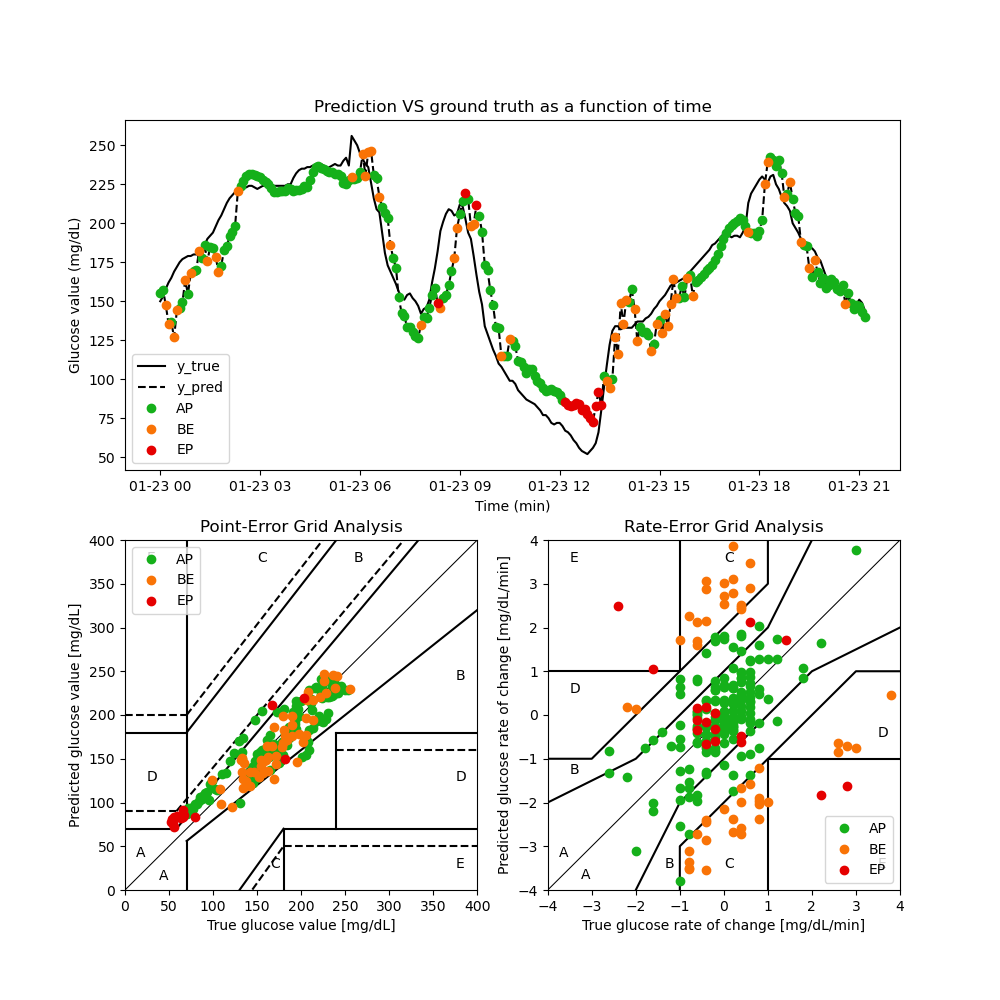 Prediction VS ground truth as a function of time
Glucose value (mg/dL)
250
225
200
175
150
125
100
75
50
y_true
y_pred
AP
BE
EP
01-23 00 01-23 03 01-23 06 01-23 09 01-23 12 01-23 15 01-23 18 01-23 21
Time (min)
Point-Error Grid Analysis
Predicted glucose value [mg/dL]
400
350
300
250
200
150
100
50
0
AP
BE
EP
C
B
B
D
D
A
A
C
E
0 50 100 150 200 250 300 350 400
True glucose value [mg/dL]
Rate-Error Grid Analysis
Predicted glucose rate of change [mg/dL/min]
4
3
2
1
0
−1
−2
−3
−4
E
C
D
D
B
A
A
B
C
AP
BE
EP
−4 −3 −2 −1 0 1 2 3 4
True glucose rate of change [mg/dL/min]